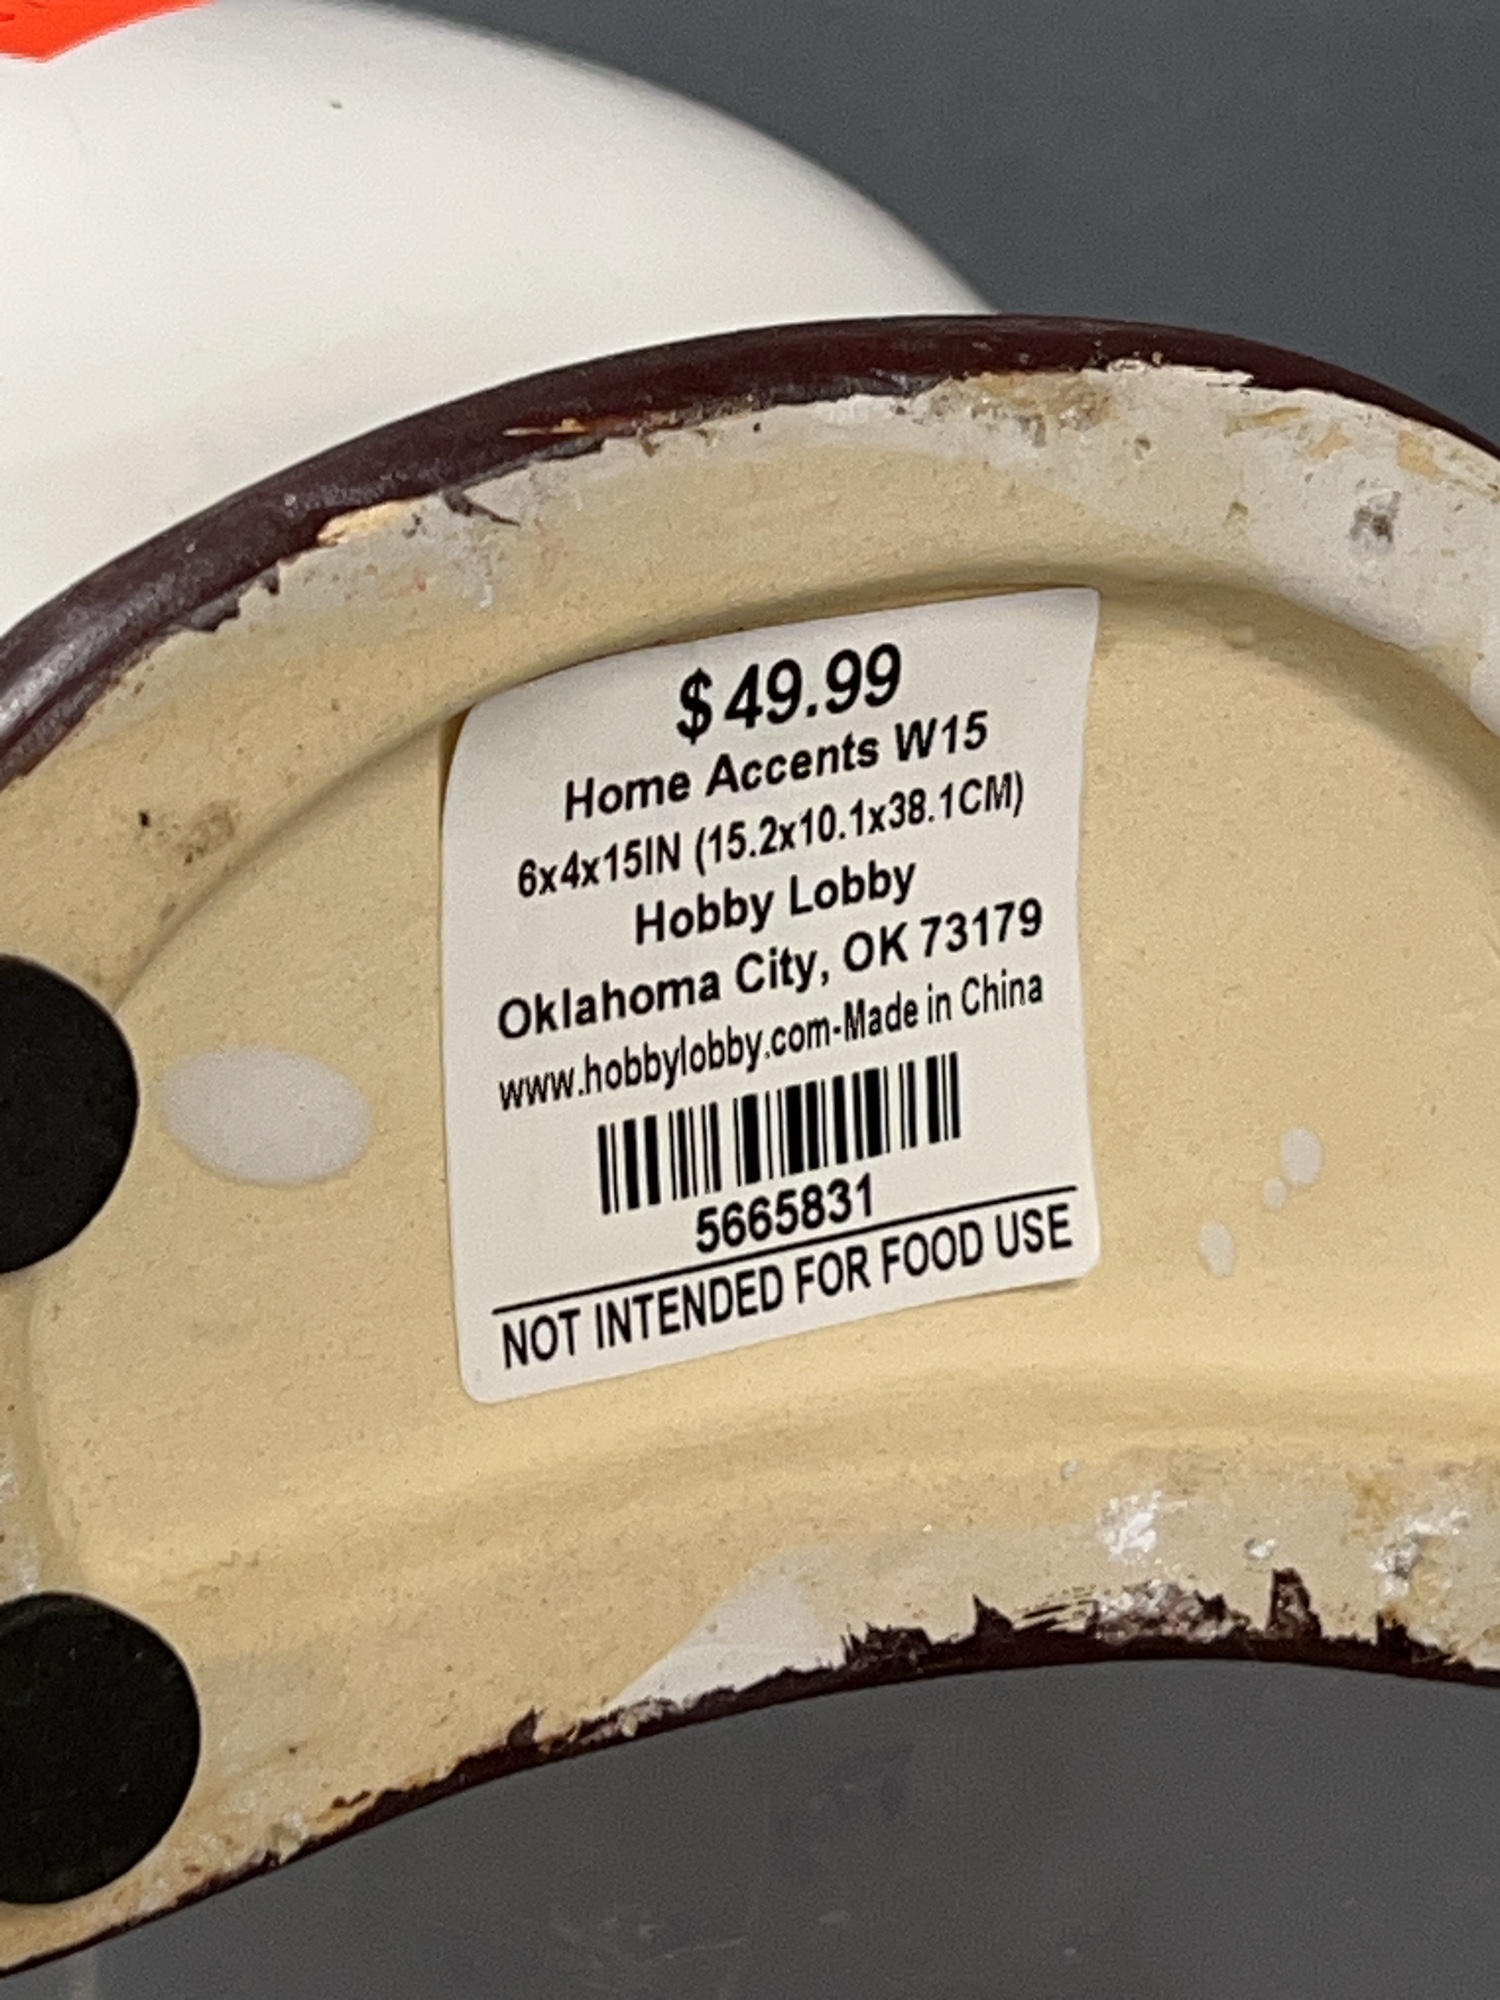 $49.99
Home Accents W15
6x4x15IN (15.2x10.1x38.1CM)
Hobby Lobby
Oklahoma City, OK 73179
www.hobbylobby.com-Made in China
5665831
NOT INTENDED FOR FOOD USE